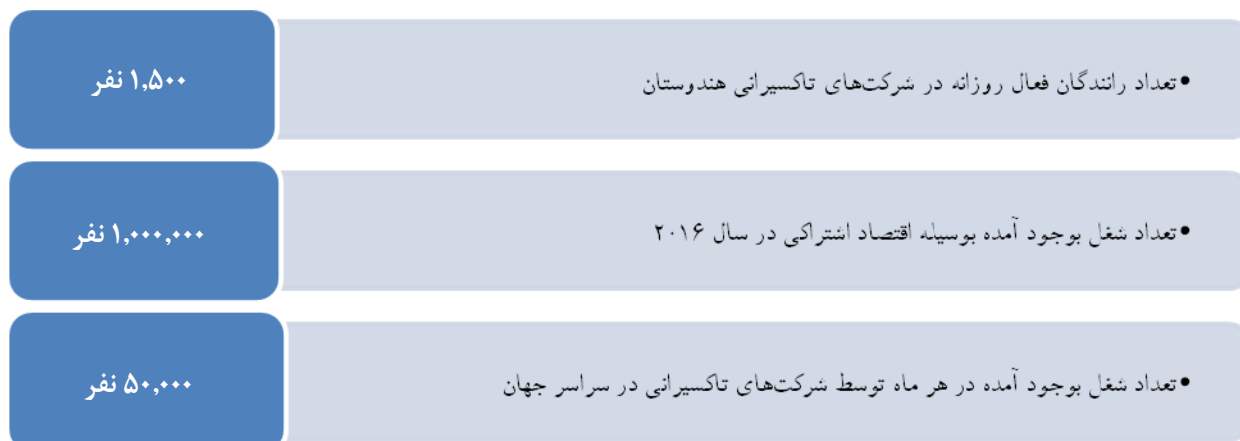 تعداد رانندگان فعال روزانه در شرکت‌های تاکسیرانی هندوستان•
۱,۵۰۰ نفر
تعداد شغل بوجود آمده بوسیله اقتصاد اشتراکی در سال ۲۰۱۶•
۱,۰۰۰,۰۰۰ نفر
تعداد شغل بوجود آمده در هر ماه توسط شرکت‌های تاکسیرانی در سراسر جهان•
۵۰,۰۰۰ نفر